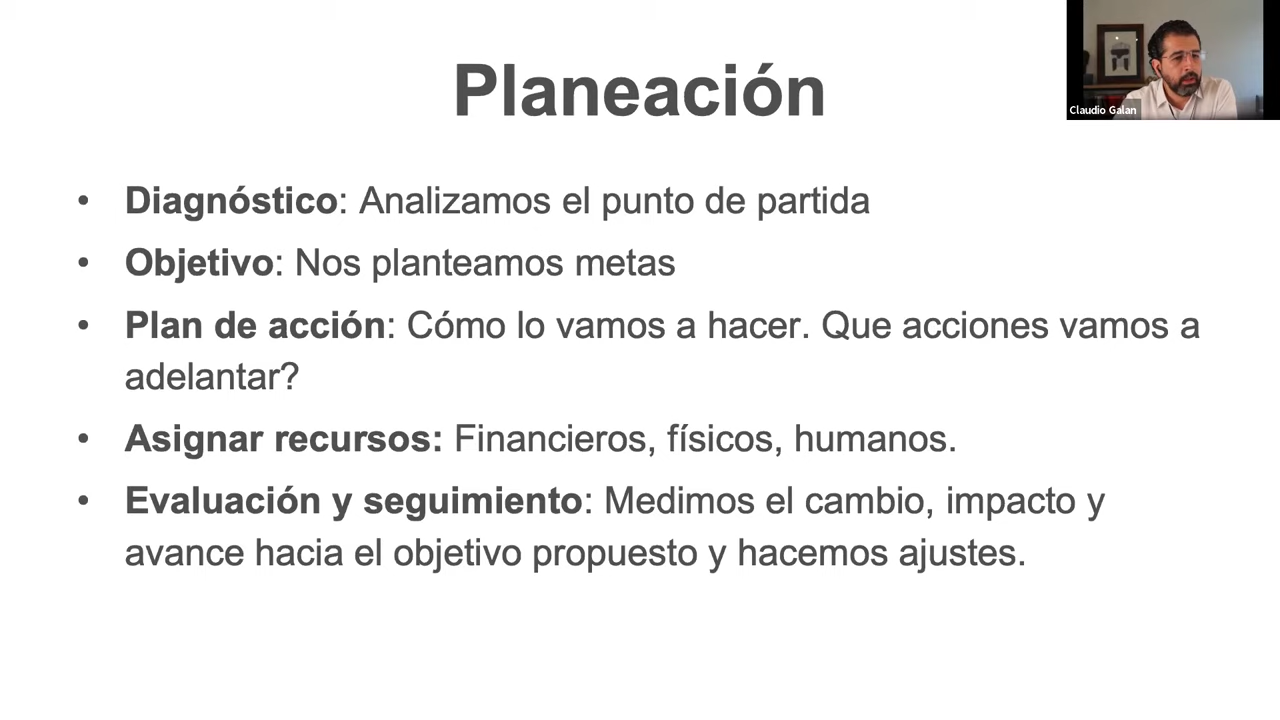 Planeación
Claudio Galan
• Diagnóstico: Analizamos el punto de partida
• Objetivo: Nos planteamos metas
• Plan de acción: Cómo lo vamos a hacer. Que acciones vamos a
adelantar?
• Asignar recursos: Financieros, físicos, humanos.
• Evaluación y seguimiento: Medimos el cambio, impacto y
avance hacia el objetivo propuesto y hacemos ajustes.